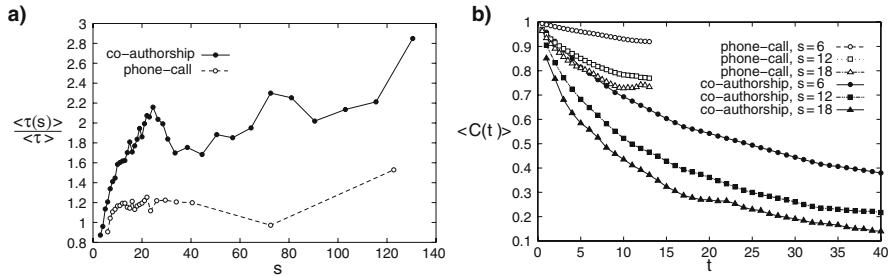 a)
co-authorship
phone-call
<τ(s)>
<τ>
3
2.8
2.6
2.4
2.2
2
1.8
1.6
1.4
1.2
1
0.8
0 20 40 60 80 100 120 140
s
b)
phone-call, s=6
phone-call, s=12
phone-call, s=18
co-authorship, s=6
co-authorship, s=12
co-authorship, s=18
<C(t)>
1
0.9
0.8
0.7
0.6
0.5
0.4
0.3
0.2
0.1
0 5 10 15 20 25 30 35 40
t